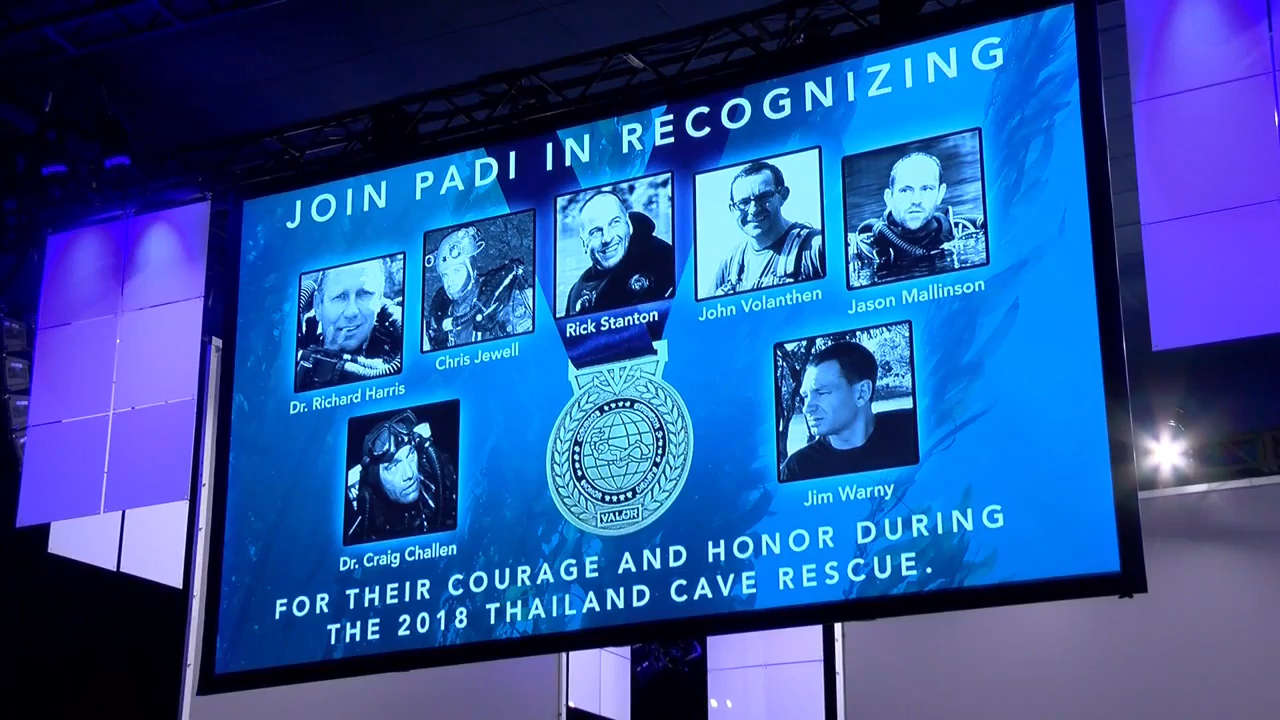 JOIN PADI IN RECOGNIZING
Dr. Richard Harris
Chris Jewell
Rick Stanton
John Volanthen
Jason Mallinson
Dr. Craig Challen
Jim Warny
HONOR
VALOR
FOR THEIR COURAGE AND HONOR DURING
THE 2018 THAILAND CAVE RESCUE.